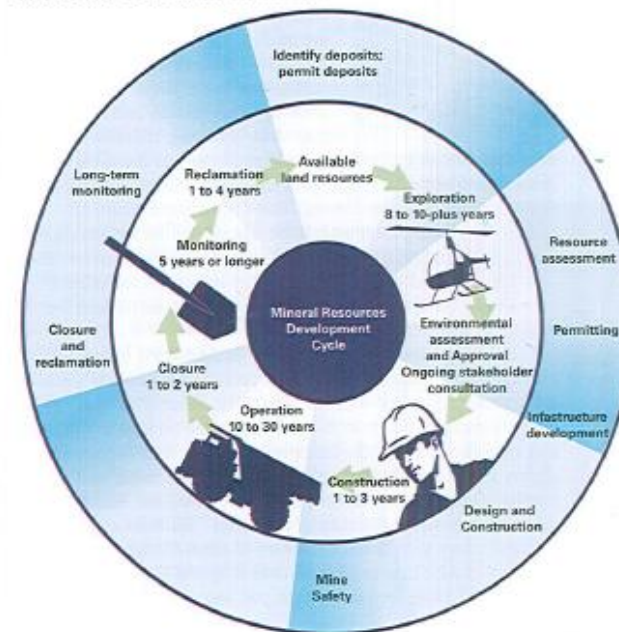 Identify deposits;
permit deposits
Available
land resources
Reclamation
1 to 4 years
Long-term
monitoring
Exploration
8 to 10-plus years
Resource
assessment
Monitoring
5 years or longer
Mineral Resources
Development
Cycle
Environmental
assessment
and Approval
Ongoing stakeholder
consultation
Permitting
Closure
and
reclamation
Closure
1 to 2 years
Operation
10 to 30 years
Infastructure
development
Construction
1 to 3 years
Design and
Construction
Mine
Safety